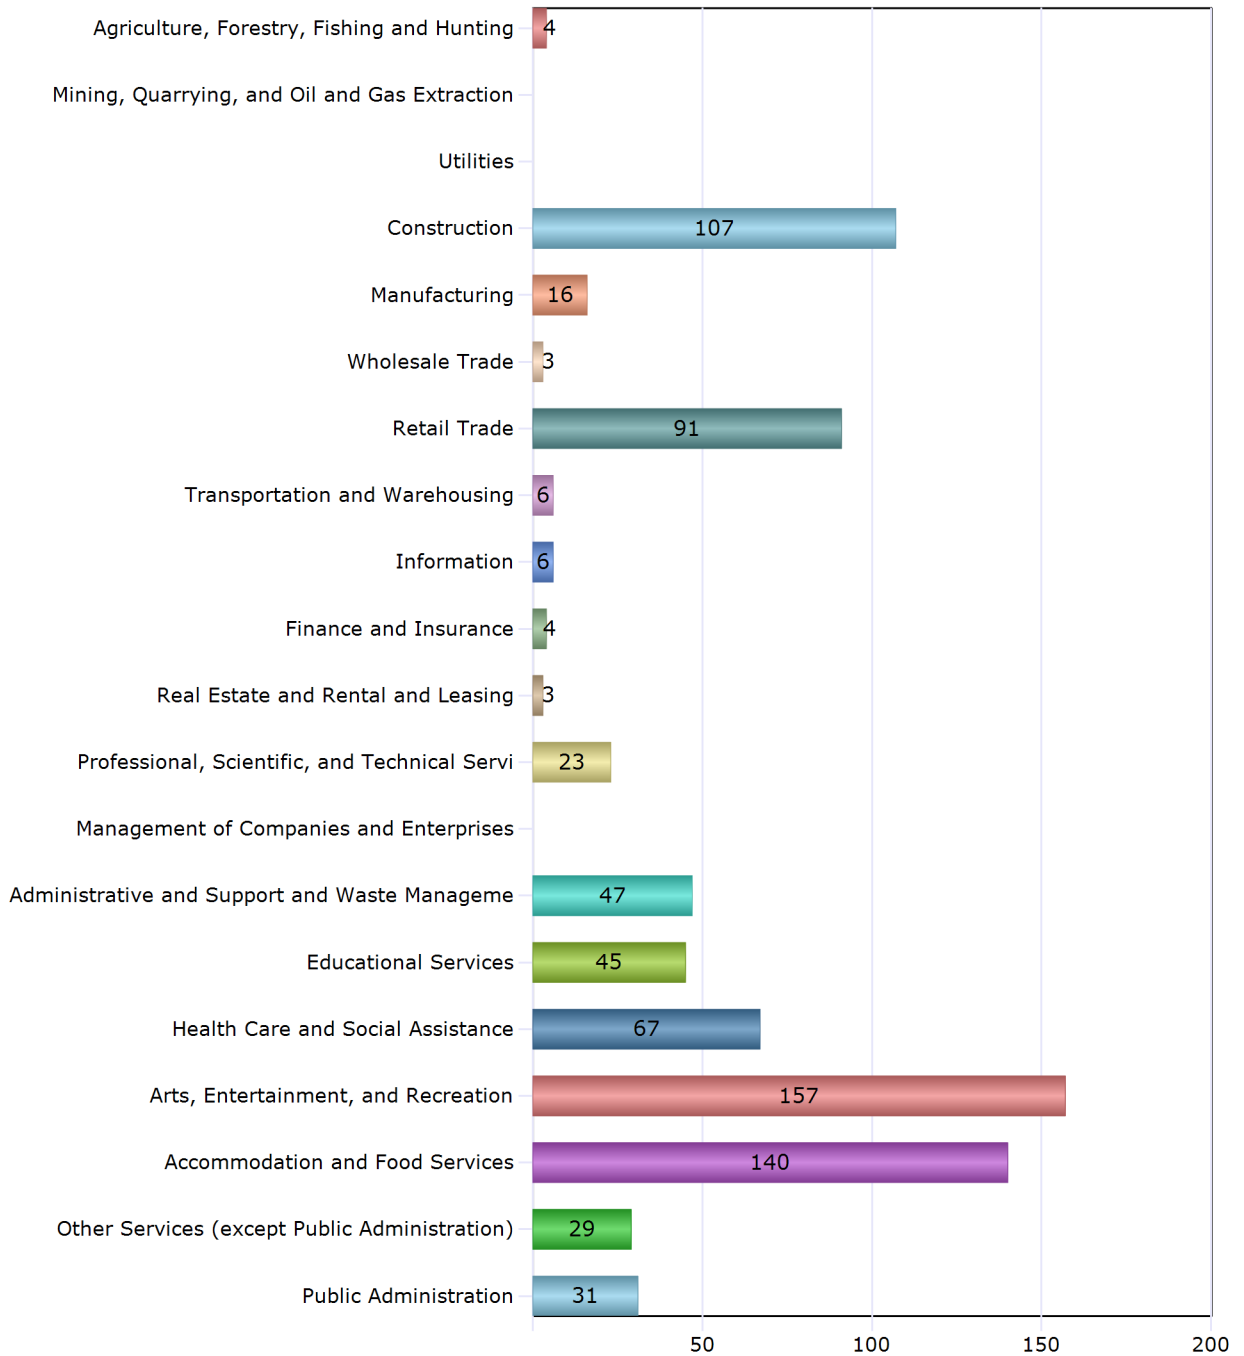 Agriculture, Forestry, Fishing and Hunting 4
Mining, Quarrying, and Oil and Gas Extraction
Utilities
Construction 107
Manufacturing 16
Wholesale Trade 3
Retail Trade 91
Transportation and Warehousing 6
Information 6
Finance and Insurance 4
Real Estate and Rental and Leasing 3
Professional, Scientific, and Technical Servi 23
Management of Companies and Enterprises
Administrative and Support and Waste Manageme 47
Educational Services 45
Health Care and Social Assistance 67
Arts, Entertainment, and Recreation 157
Accommodation and Food Services 140
Other Services (except Public Administration) 29
Public Administration 31
50 100 150 200